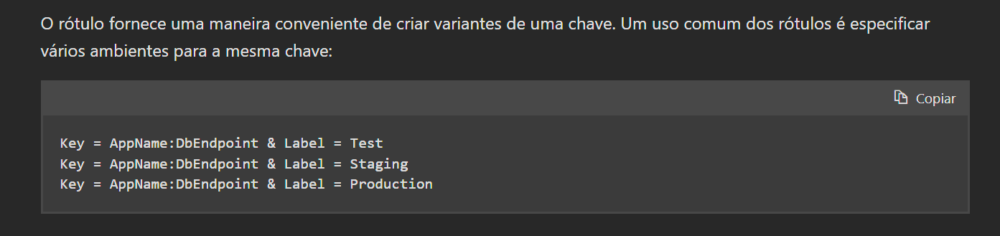 O rótulo fornece uma maneira conveniente de criar variantes de uma chave. Um uso comum dos rótulos é especificar
vários ambientes para a mesma chave:
Copiar
Key = AppName:DbEndpoint & Label = Test
Key = AppName:DbEndpoint & Label = Staging
Key = AppName:DbEndpoint & Label = Production